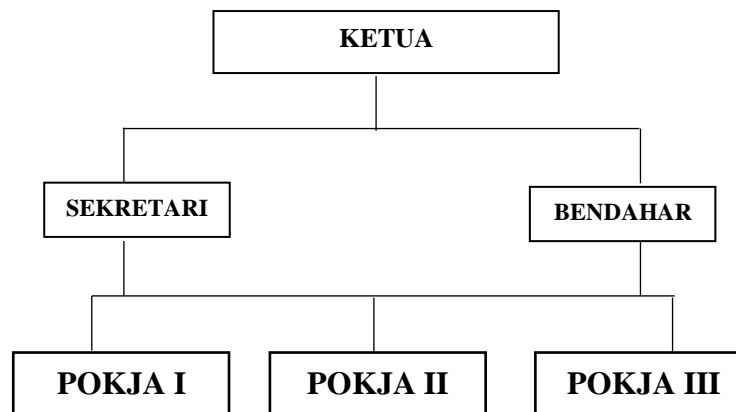 KETUA
SEKRETARI
BENDAHAR
POKJA I
POKJA II
POKJA III